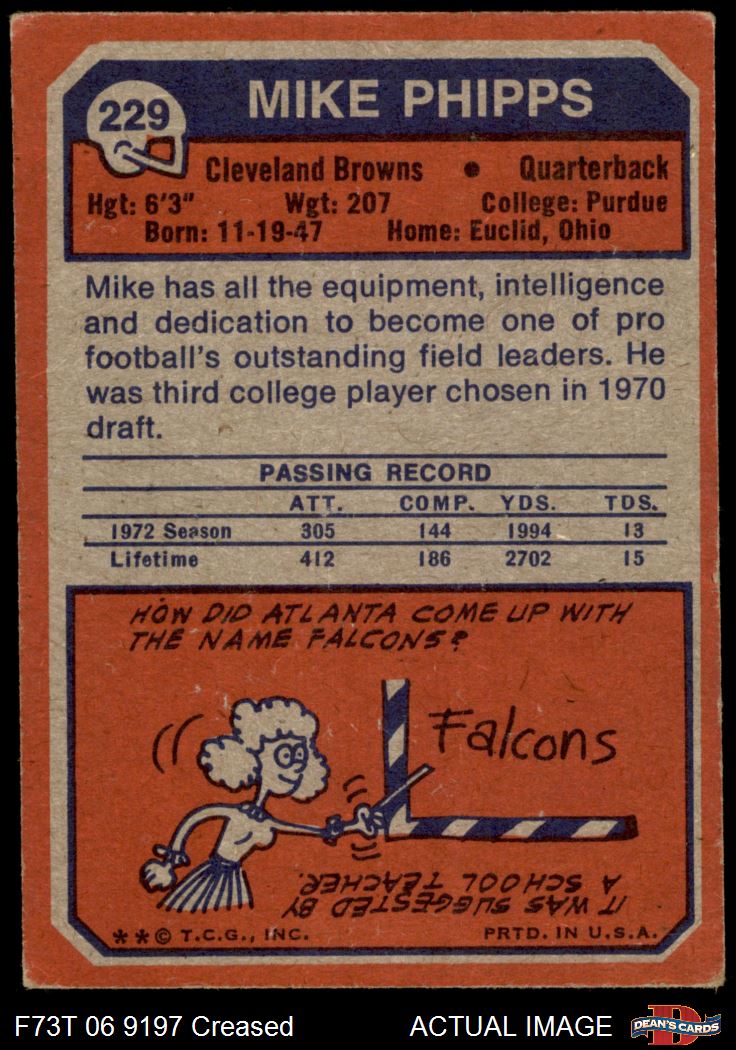 229
MIKE PHIPPS
Cleveland Browns • Quarterback
Hgt: 6'3" Wgt: 207 College: Purdue
Born: 11-19-47 Home: Euclid, Ohio
Mike has all the equipment, intelligence
and dedication to become one of pro
football's outstanding field leaders. He
was third college player chosen in 1970
draft.
PASSING RECORD
ATT. COMP. YDS. TDS.
1972 Season 305 144 1994 13
Lifetime 412 186 2702 15
HOW DID ATLANTA COME UP WITH
THE NAME FALCONS?
Falcons
IT WAS SUGGESTED BY
A SCHOOL TEACHER.
**© T.C.G., INC. PRTD. IN U.S.A.
F73T 06 9197 Creased ACTUAL IMAGE
D
DEAN'S CARDS